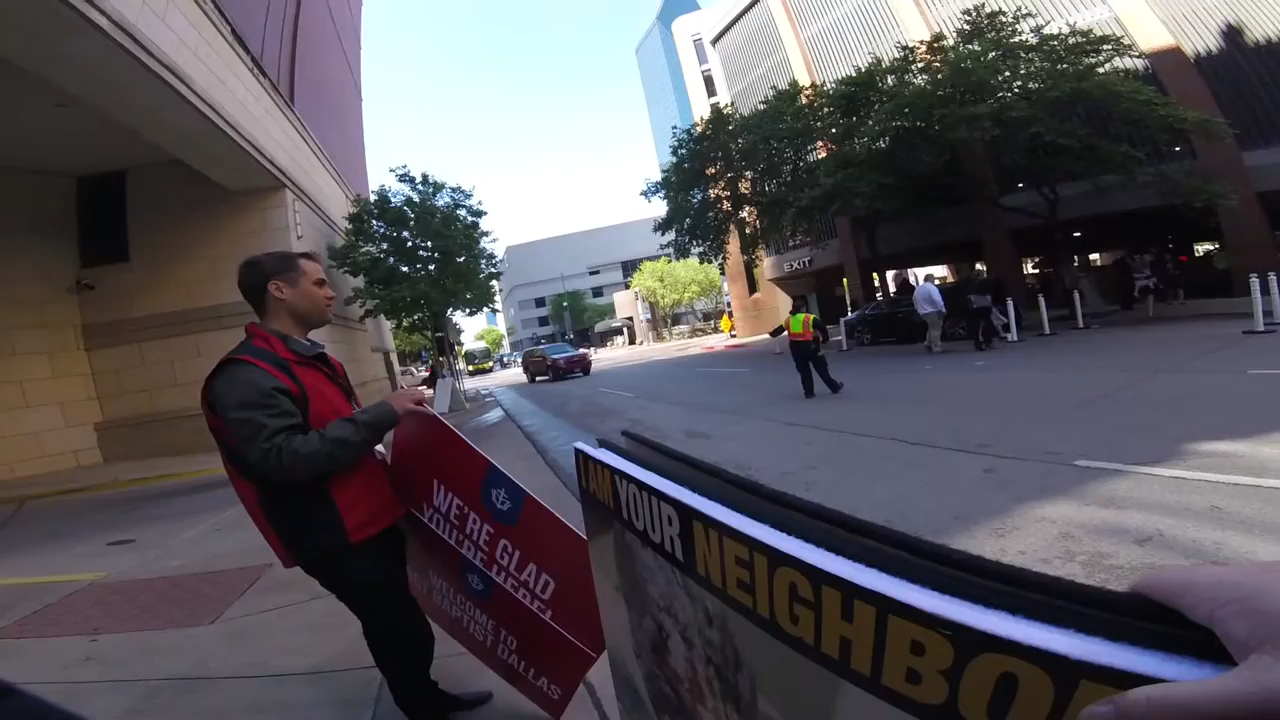 EXIT
WE'RE GLAD
YOU'RE HERE!
WELCOME TO
BAPTIST DALLAS
I AM YOUR NEIGHBO